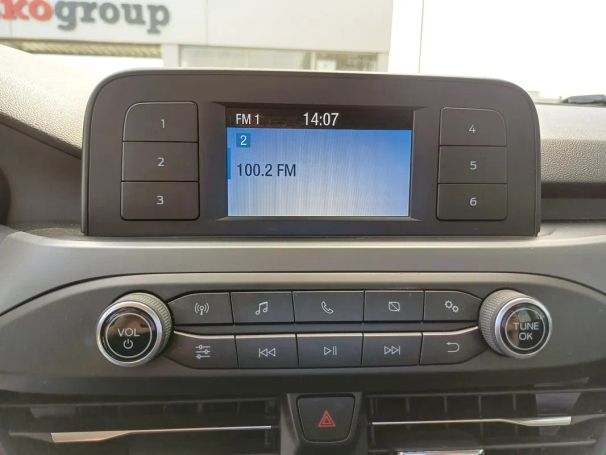 kogroup
FM 1 14:07
2
100.2 FM
1
2
3
4
5
6
VOL
TUNE
OK